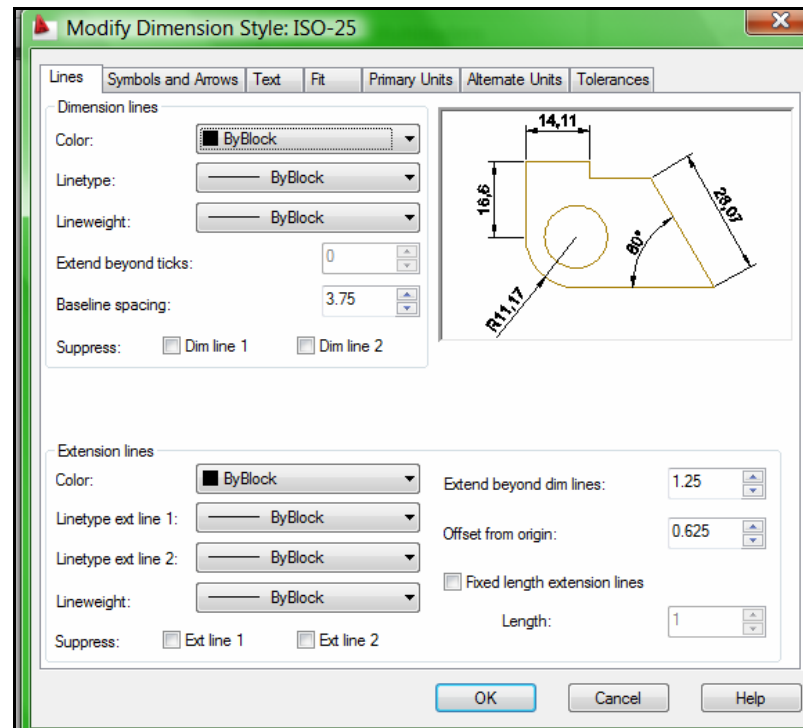 Modify Dimension Style: ISO-25
Lines Symbols and Arrows Text Fit Primary Units Alternate Units Tolerances
Dimension lines
Color: ByBlock
Linetype: ByBlock
Lineweight: ByBlock
Extend beyond ticks: 0
Baseline spacing: 3.75
Suppress: Dim line 1 Dim line 2
14,11
16,6
28,07
60°
R11,17
Extension lines
Color: ByBlock
Linetype ext line 1: ByBlock
Linetype ext line 2: ByBlock
Lineweight: ByBlock
Suppress: Ext line 1 Ext line 2
Extend beyond dim lines: 1.25
Offset from origin: 0.625
Fixed length extension lines
Length: 1
OK Cancel Help